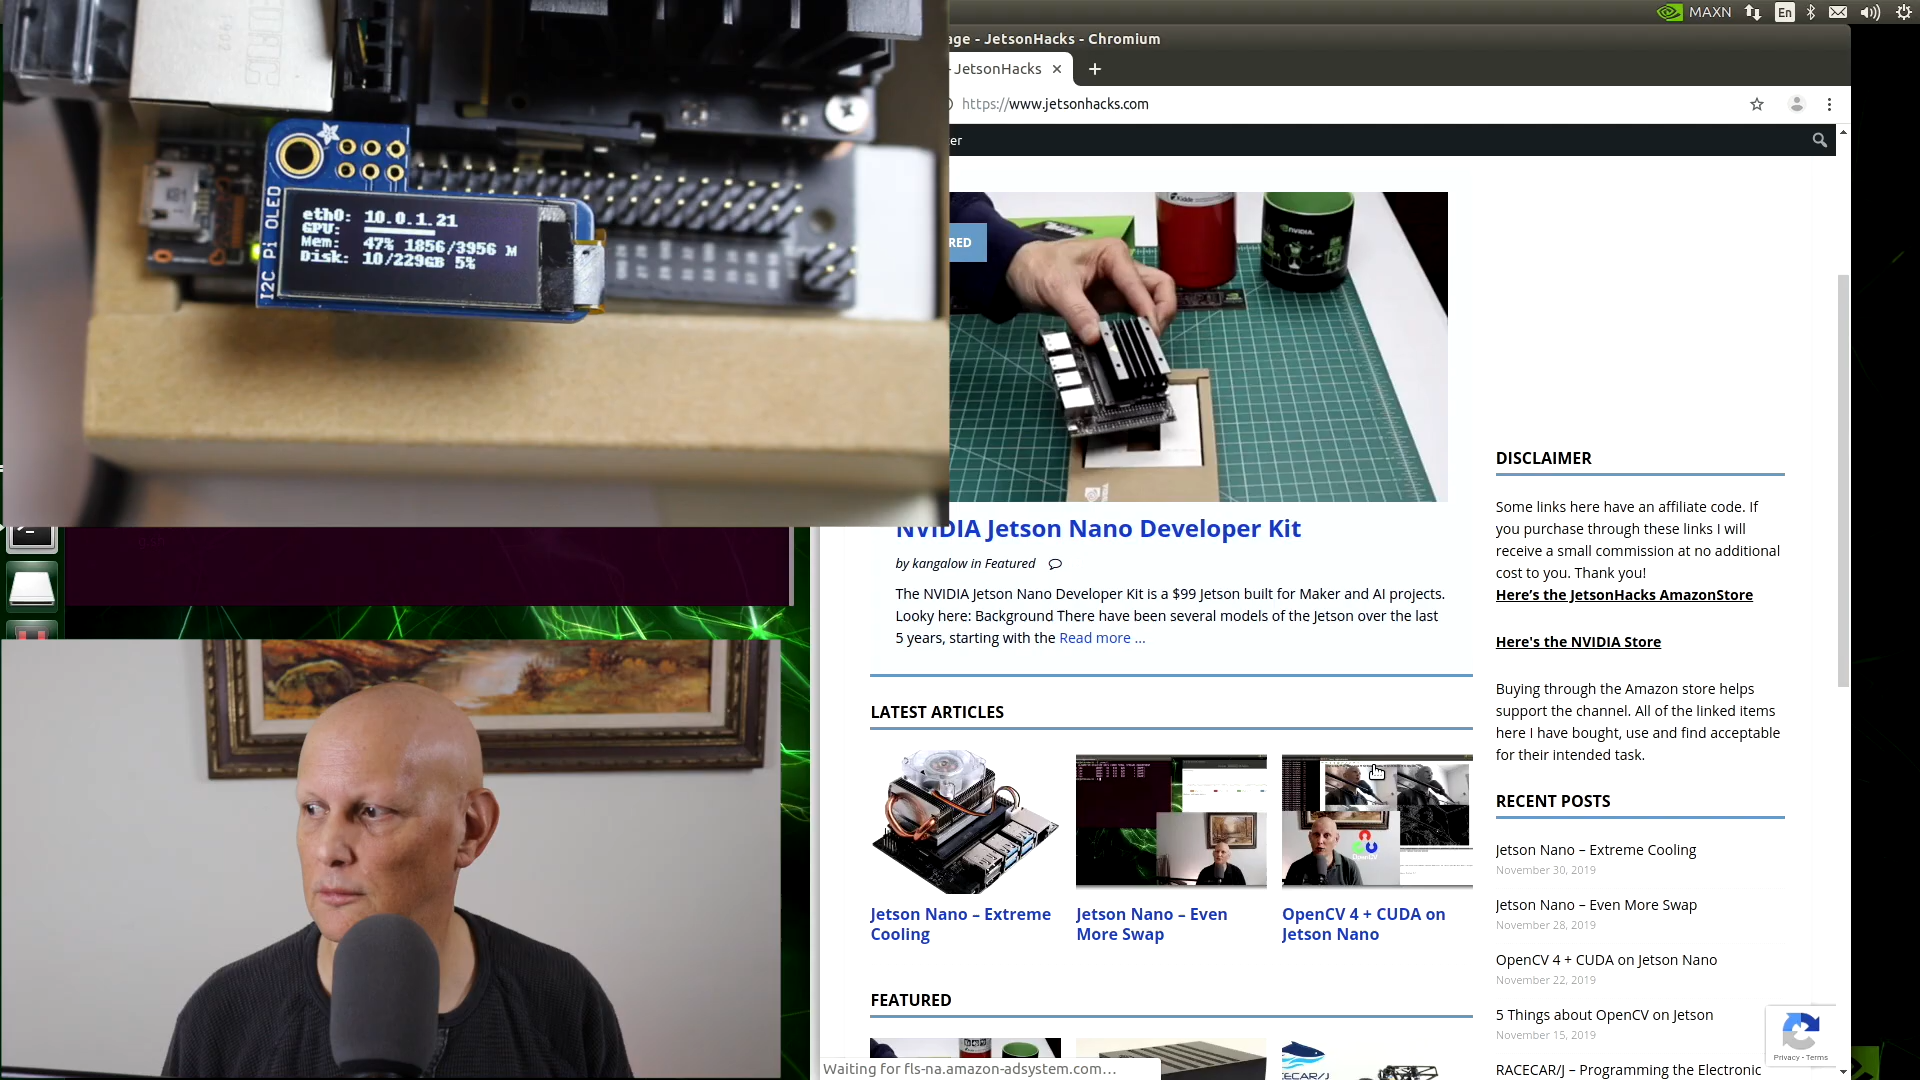 MAXN
En
age - JetsonHacks - Chromium
- JetsonHacks
https://www.jetsonhacks.com
er
I2C Pi OLED
eth0: 10.0.1.21
GPU:
Mem: 47% 1856/3956 M
Disk: 10/229GB 5%
RED
NVIDIA Jetson Nano Developer Kit
by kangalow in Featured
The NVIDIA Jetson Nano Developer Kit is a $99 Jetson built for Maker and AI projects.
Looky here: Background There have been several models of the Jetson over the last
5 years, starting with the Read more ...
LATEST ARTICLES
Jetson Nano – Extreme
Cooling
Jetson Nano – Even
More Swap
OpenCV 4 + CUDA on
Jetson Nano
FEATURED
DISCLAIMER
Some links here have an affiliate code. If
you purchase through these links I will
receive a small commission at no additional
cost to you. Thank you!
Here's the JetsonHacks AmazonStore
Here's the NVIDIA Store
Buying through the Amazon store helps
support the channel. All of the linked items
here I have bought, use and find acceptable
for their intended task.
RECENT POSTS
Jetson Nano – Extreme Cooling
November 30, 2019
Jetson Nano – Even More Swap
November 28, 2019
OpenCV 4 + CUDA on Jetson Nano
November 22, 2019
5 Things about OpenCV on Jetson
November 15, 2019
RACECAR/J – Programming the Electronic
Privacy - Terms
Waiting for fls-na.amazon-adsystem.com...